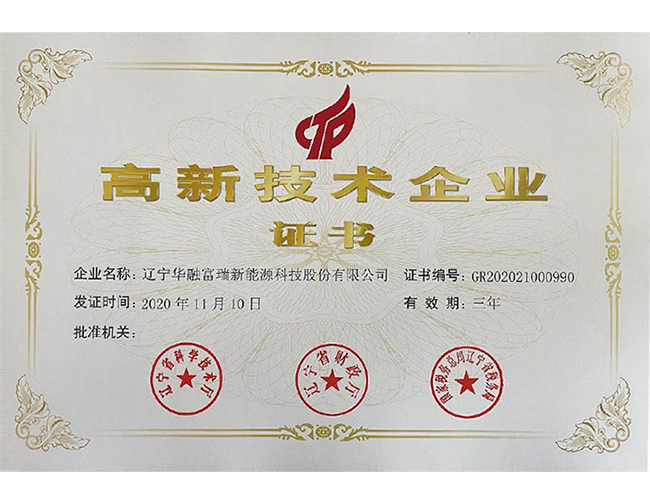 CTP
高新技术企业
证书
企业名称：辽宁华融富瑞新能源科技股份有限公司 证书编号：GR202021000990
发证时间：2020年11月10日 有效期：三年
批准机关：
辽宁省科学技术厅
辽宁省财政厅
国家税务总局辽宁省税务局